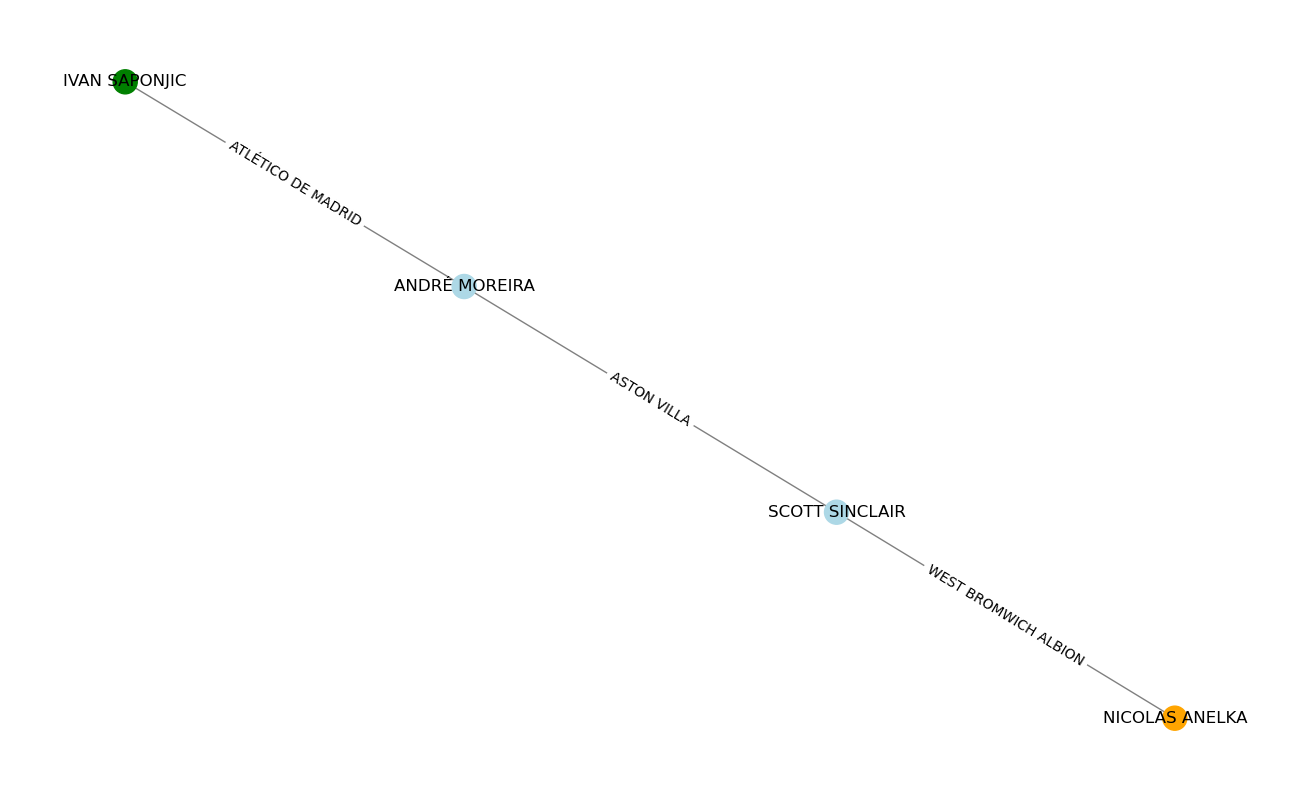 IVAN SAPONJIC
ATLÉTICO DE MADRID
ANDRÉ MOREIRA
ASTON VILLA
SCOTT SINCLAIR
WEST BROMWICH ALBION
NICOLAS ANELKA